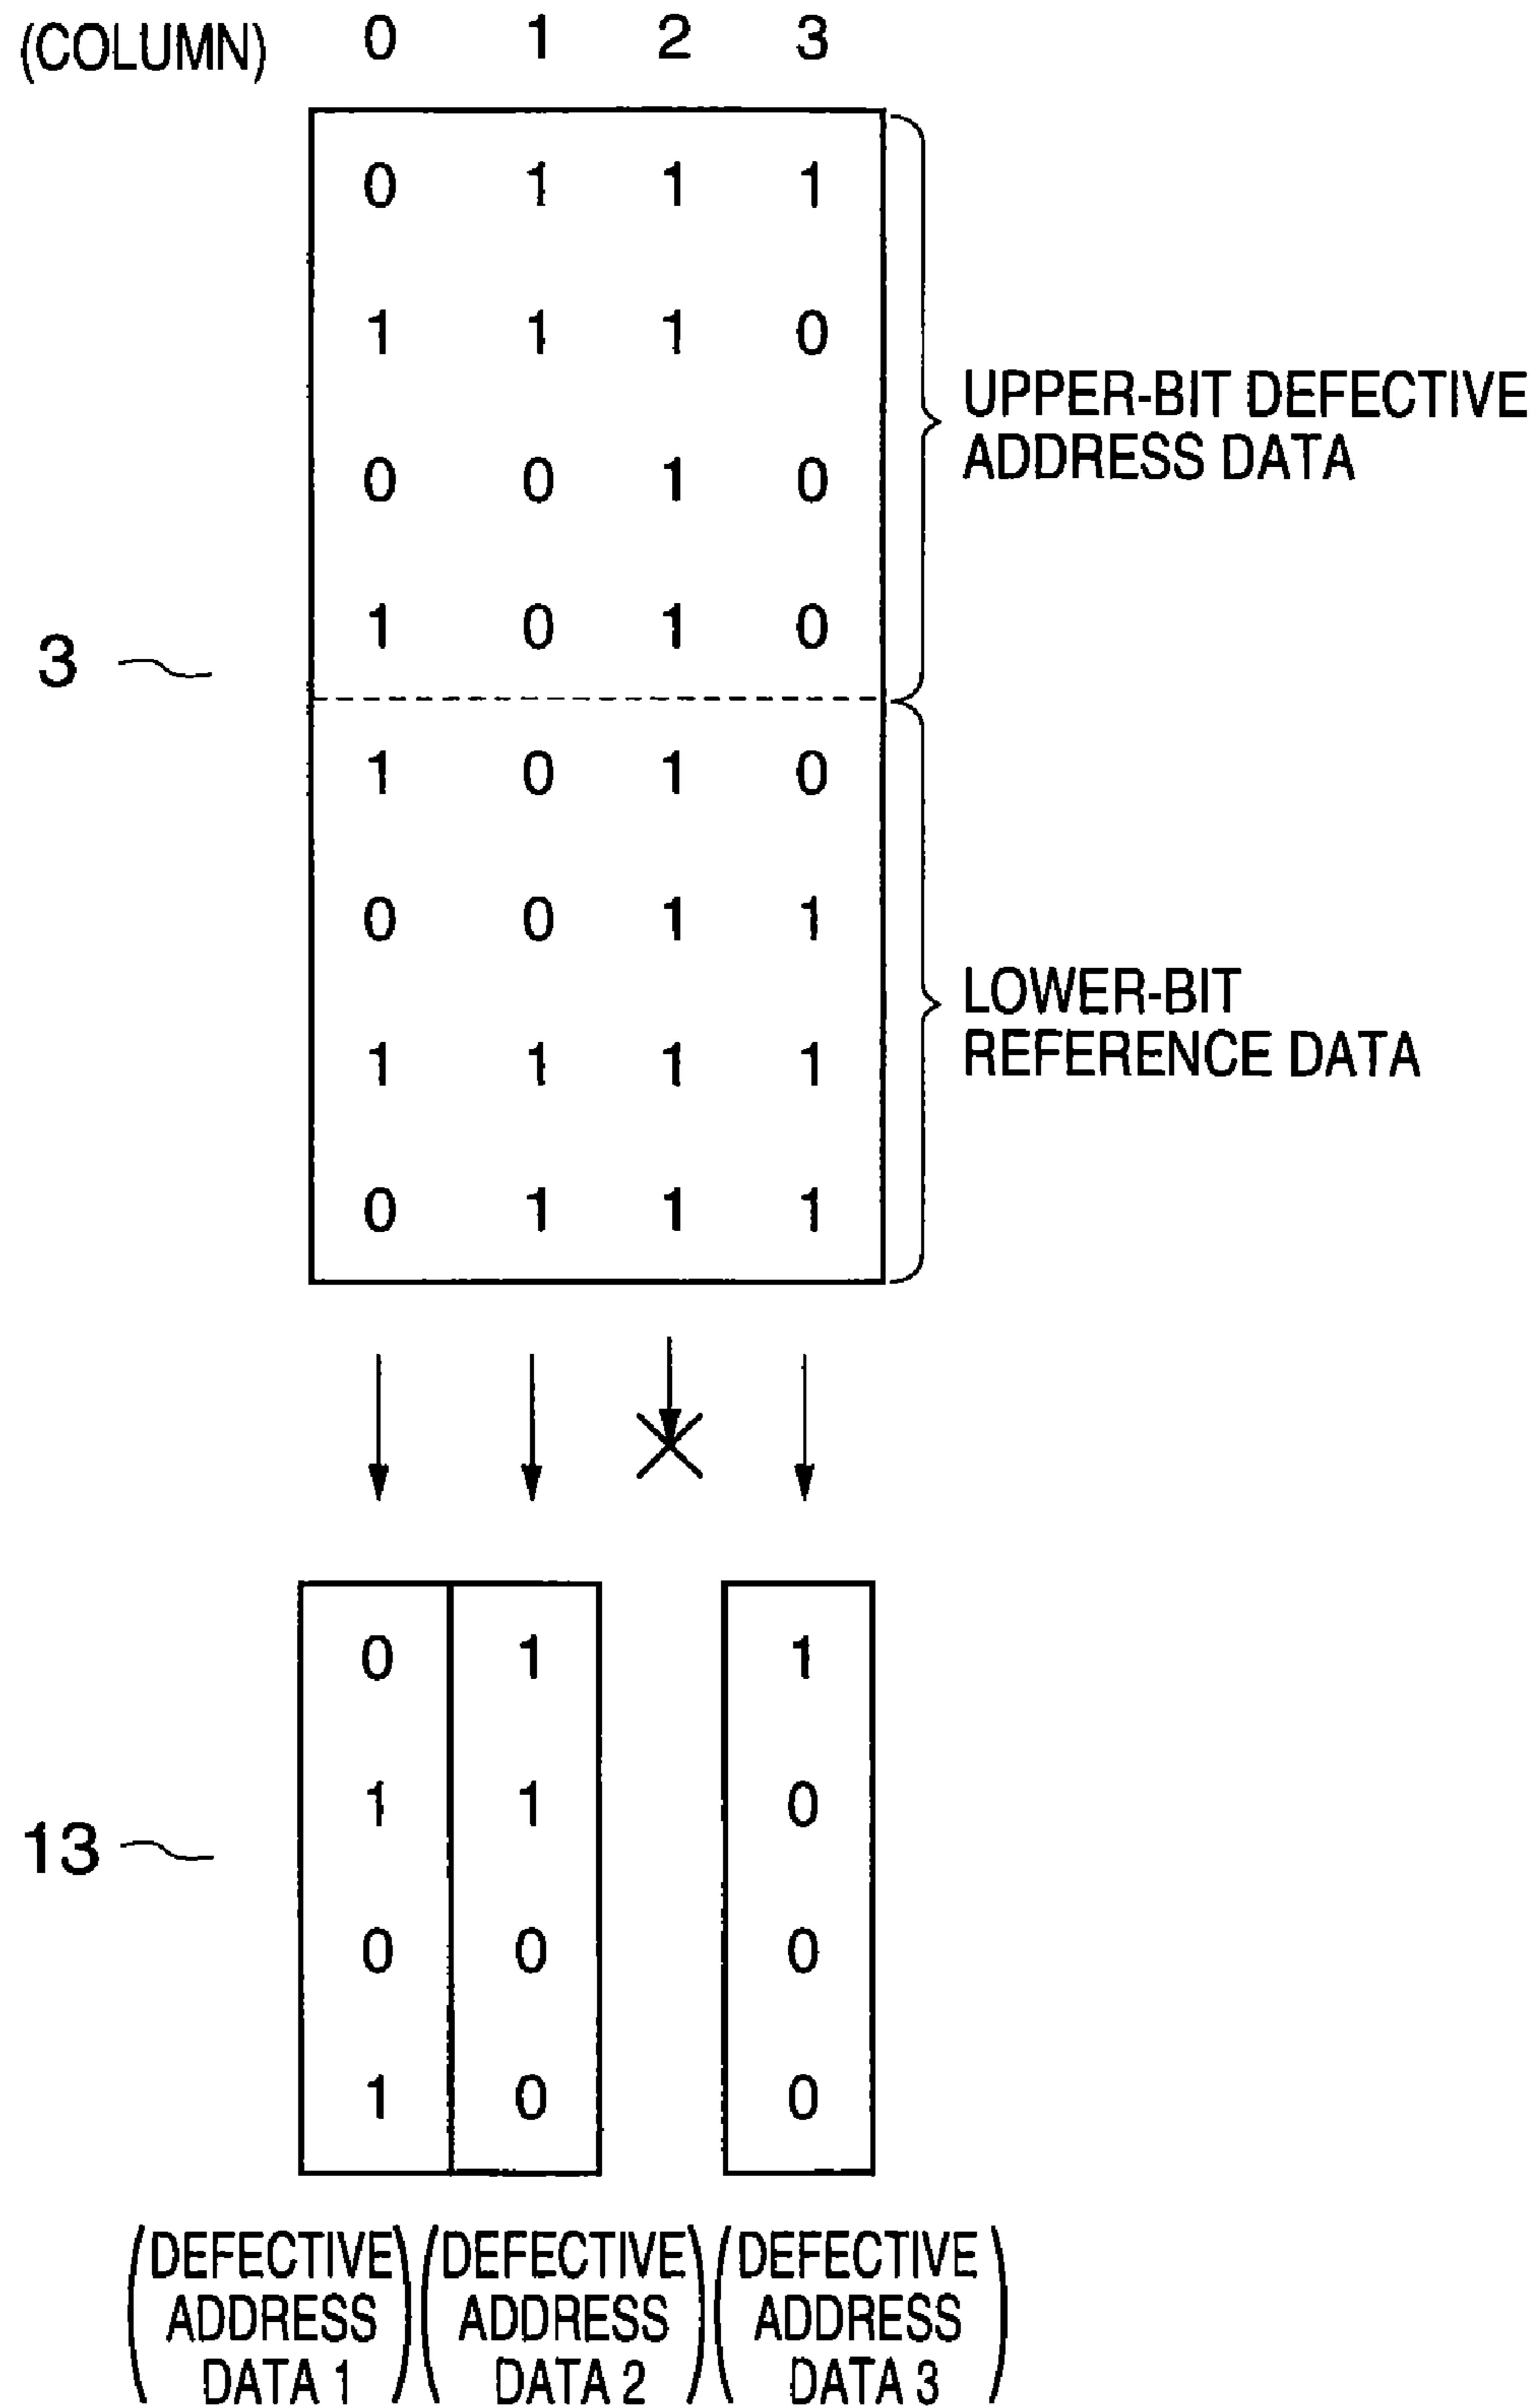 (COLUMN) 0 1 2 3
0 1 1 1
1 1 1 0
UPPER-BIT DEFECTIVE
ADDRESS DATA
0 0 1 0
1 0 1 0
3
1 0 1 0
0 0 1 1
LOWER-BIT
REFERENCE DATA
1 1 1 1
0 1 1 1
0 1 1
1 1 0
13
0 0 0
1 0 0
(DEFECTIVE ADDRESS DATA 1)
(DEFECTIVE ADDRESS DATA 2)
(DEFECTIVE ADDRESS DATA 3)